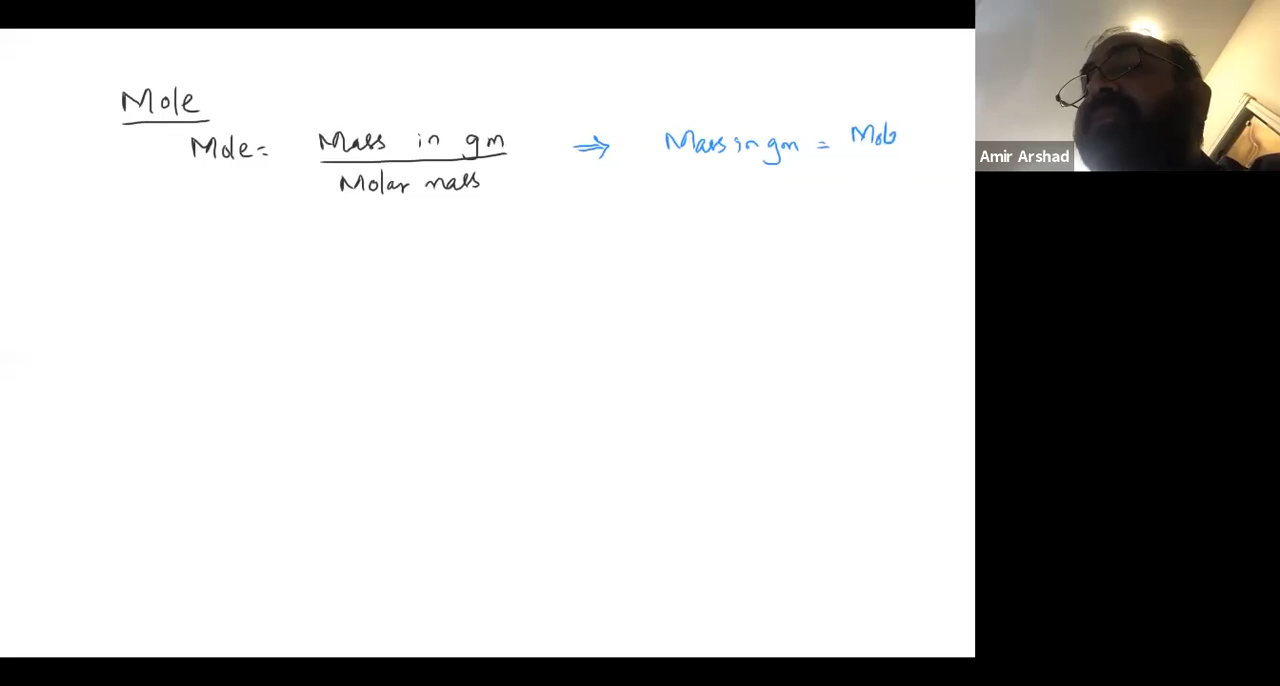 Mole
Mole = Mass in gm ⇒ Mass in gm = Mole
Molar mass
Amir Arshad